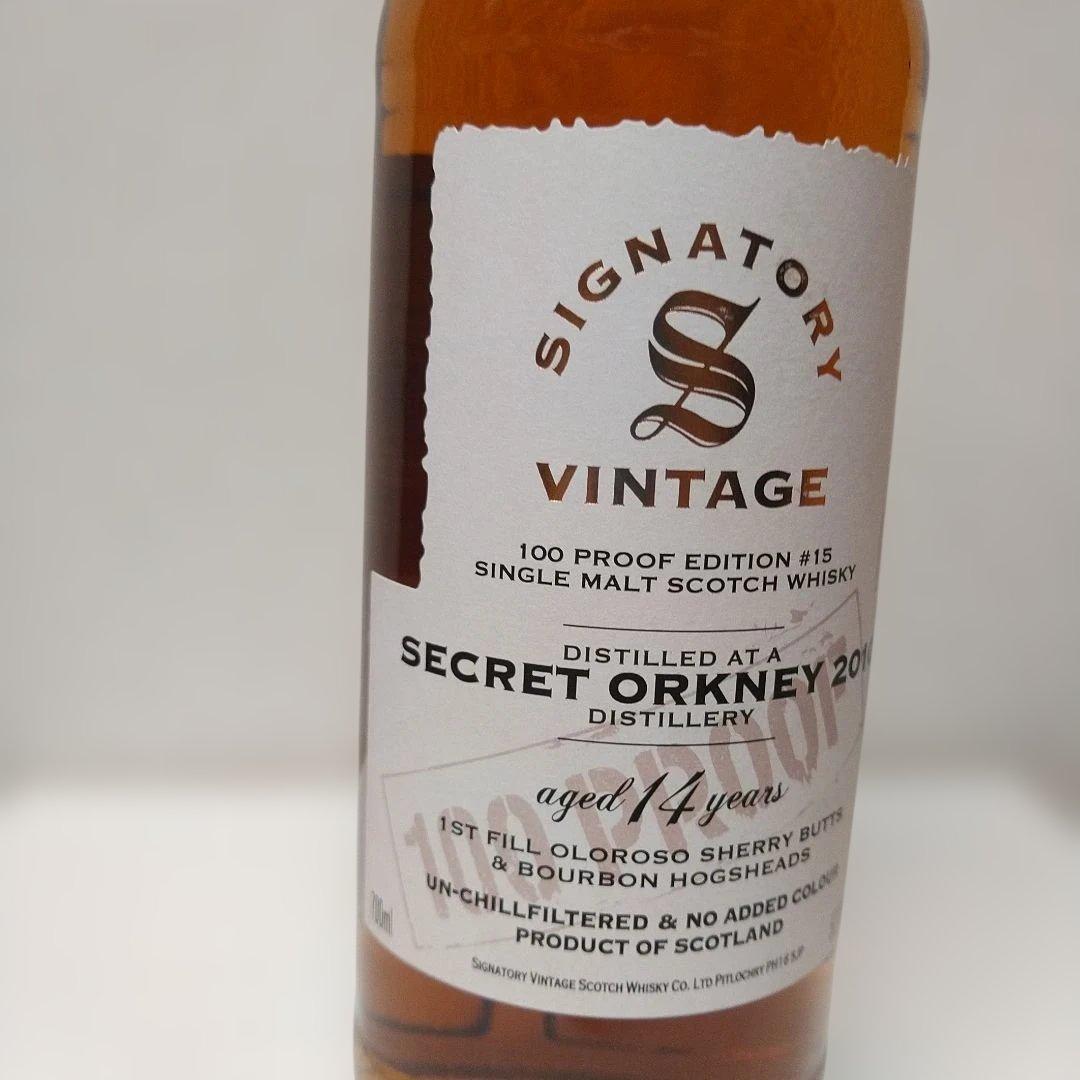 SIGNATORY
S
VINTAGE
100 PROOF EDITION #15
SINGLE MALT SCOTCH WHISKY
DISTILLED AT A
SECRET ORKNEY
DISTILLERY
100 PROOF
aged 14 years
1ST FILL OLOROSO SHERRY BUTTS
& BOURBON HOGSHEADS
UN-CHILLFILTERED & NO ADDED COLOUR
PRODUCT OF SCOTLAND
700ml
SIGNATORY VINTAGE SCOTCH WHISKY CO. LTD PITLOCHRY PH16 5JP